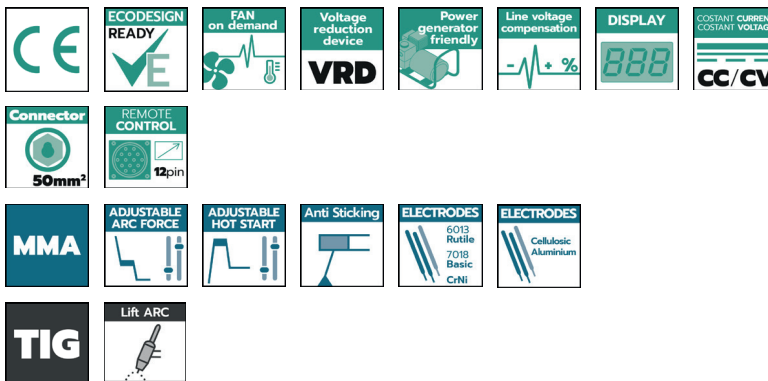 CE
ECODESIGN
READY
E
FAN
on demand
Voltage
reduction
device
VRD
Power
generator
friendly
Line voltage
compensation
- + %
DISPLAY
888
COSTANT CURREN
COSTANT VOLTAG
CC/CV
Connector
50mm²
REMOTE
CONTROL
12pin
MMA
ADJUSTABLE
ARC FORCE
ADJUSTABLE
HOT START
Anti Sticking
ELECTRODES
6013
Rutile
7018
Basic
CrNi
ELECTRODES
Cellulosic
Aluminium
TIG
Lift ARC